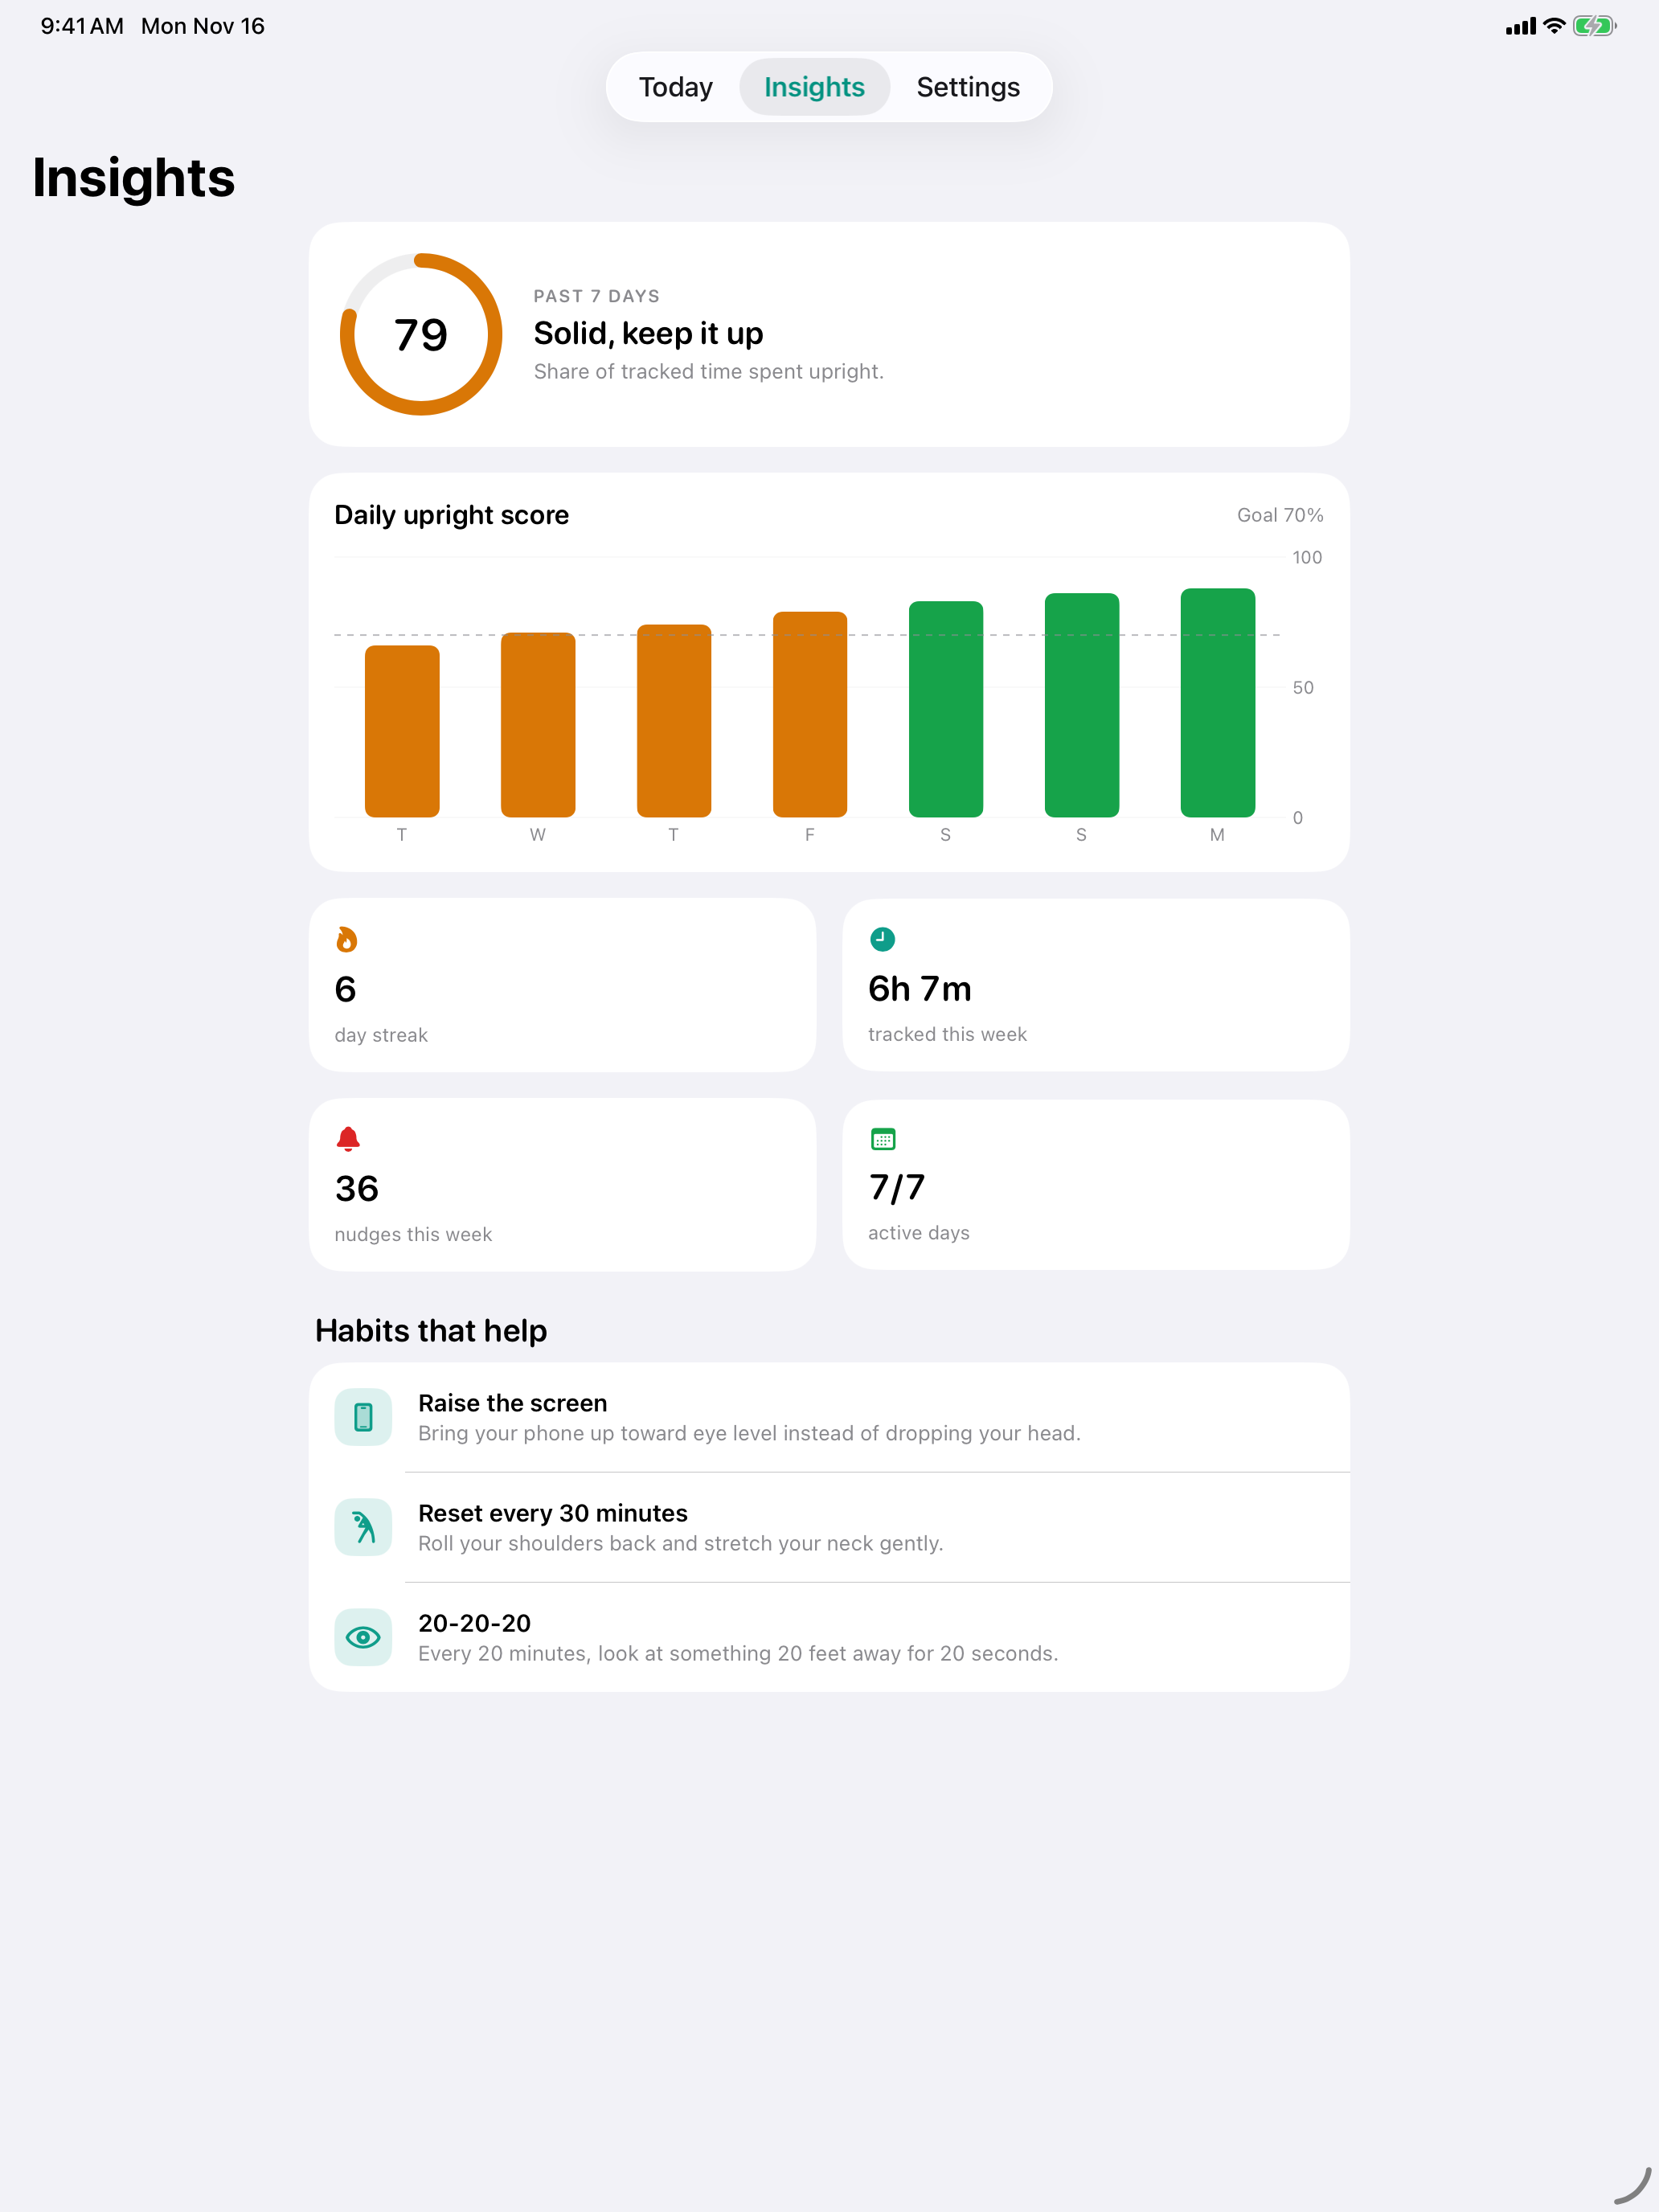 9:41 AM Mon Nov 16
Today Insights Settings
Insights
79
PAST 7 DAYS
Solid, keep it up
Share of tracked time spent upright.
Daily upright score
Goal 70%
100
50
0
T W T F S S M
6
day streak
6h 7m
tracked this week
36
nudges this week
7/7
active days
Habits that help
Raise the screen
Bring your phone up toward eye level instead of dropping your head.
Reset every 30 minutes
Roll your shoulders back and stretch your neck gently.
20-20-20
Every 20 minutes, look at something 20 feet away for 20 seconds.